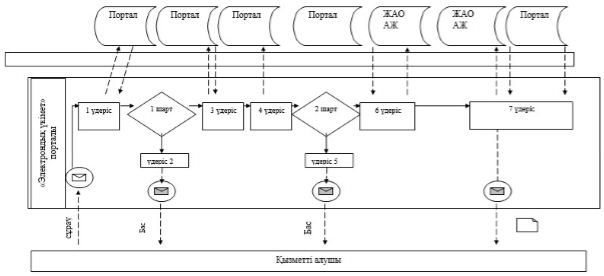 Портал
Портал
Портал
Портал
ЖАО
АЖ
ЖАО
АЖ
Портал
«Электрондық үкімет»
порталы
1 үдеріс
1 шарт
3 үдеріс
4 үдеріс
2 шарт
6 үдеріс
7 үдеріс
үдеріс 2
үдеріс 5
сұрау
Бас
Бас
Қызметті алушы